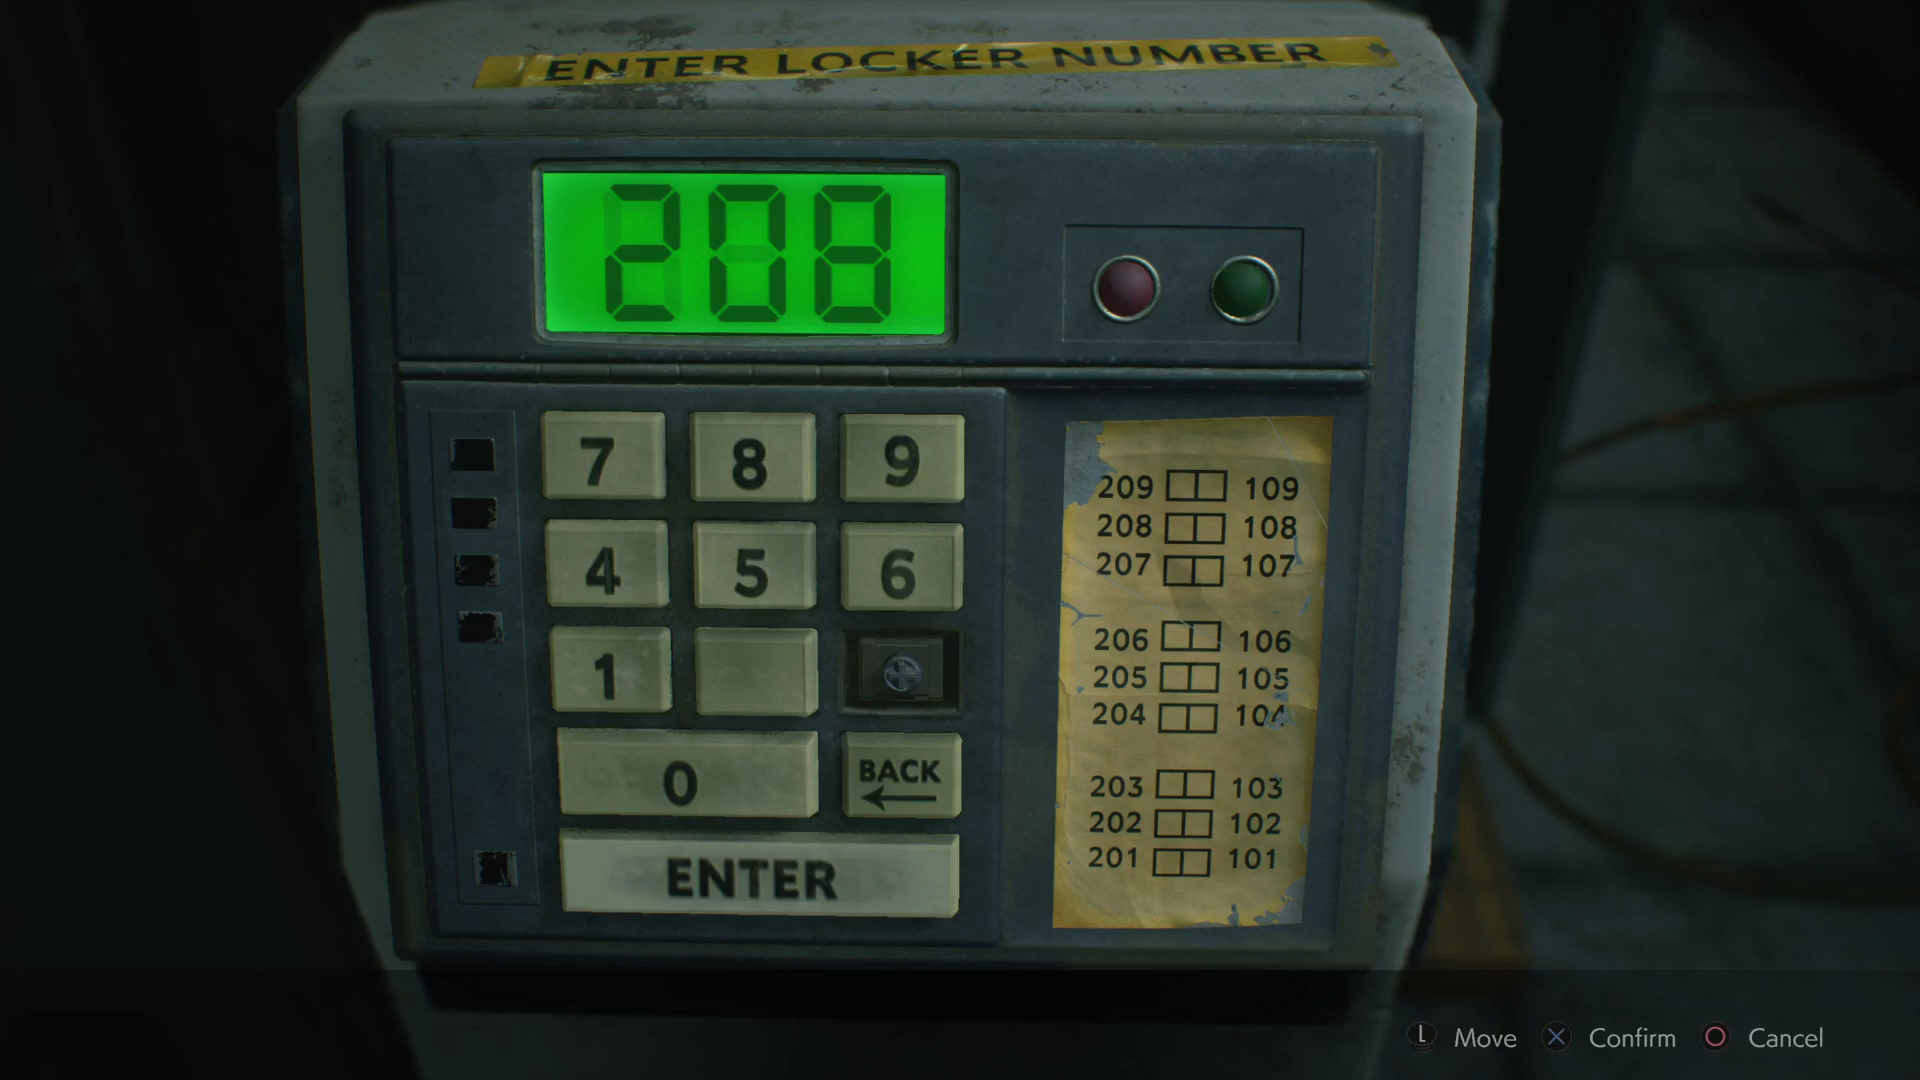 ENTER LOCKER NUMBER
208
7 8 9
4 5 6
1
0 BACK
ENTER
209 109
208 108
207 107
206 106
205 105
204 104
203 103
202 102
201 101
L Move X Confirm O Cancel